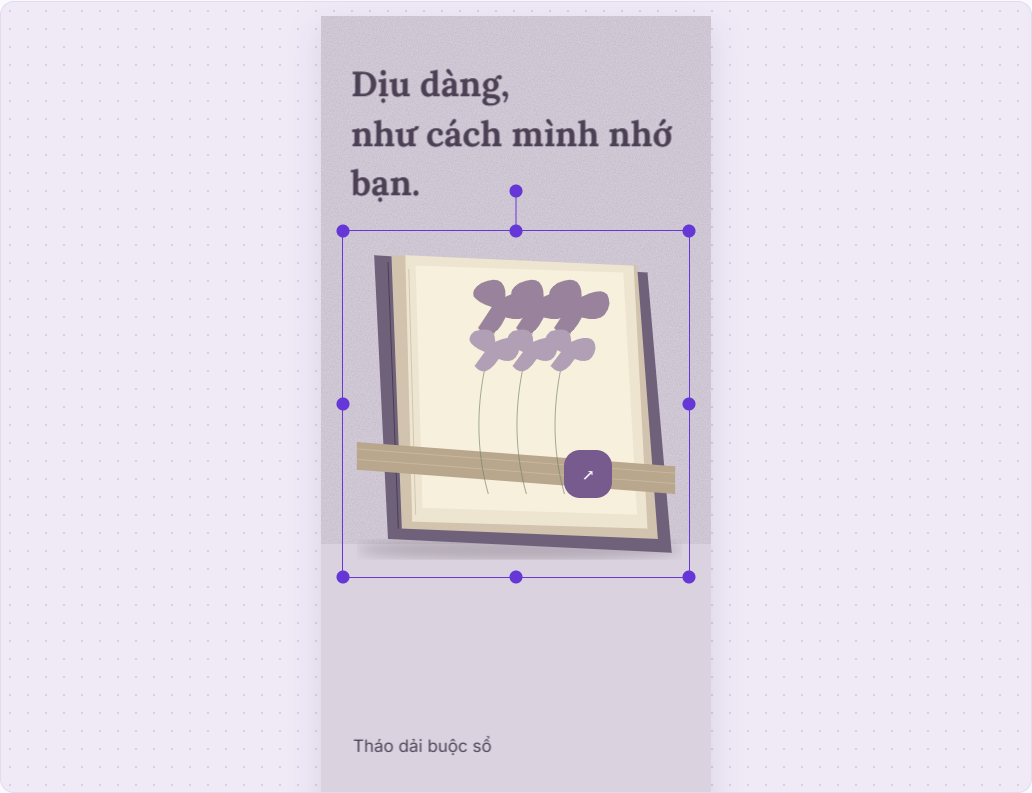 Dịu dàng,
như cách mình nhớ
bạn.
Tháo dải buộc sổ